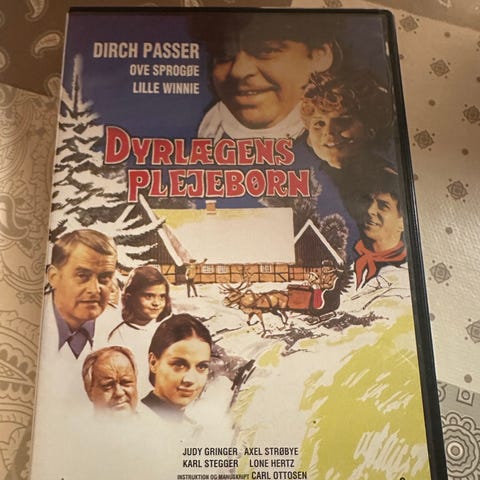 DIRCH PASSER
OVE SPROGØE
LILLE WINNIE
DYRLÆGENS
PLEJEBØRN
JUDY GRINGER AXEL STRØBYE
KARL STEGGER LONE HERTZ
INSTRUKTION OG MANUSKRIPT CARL OTTOSEN